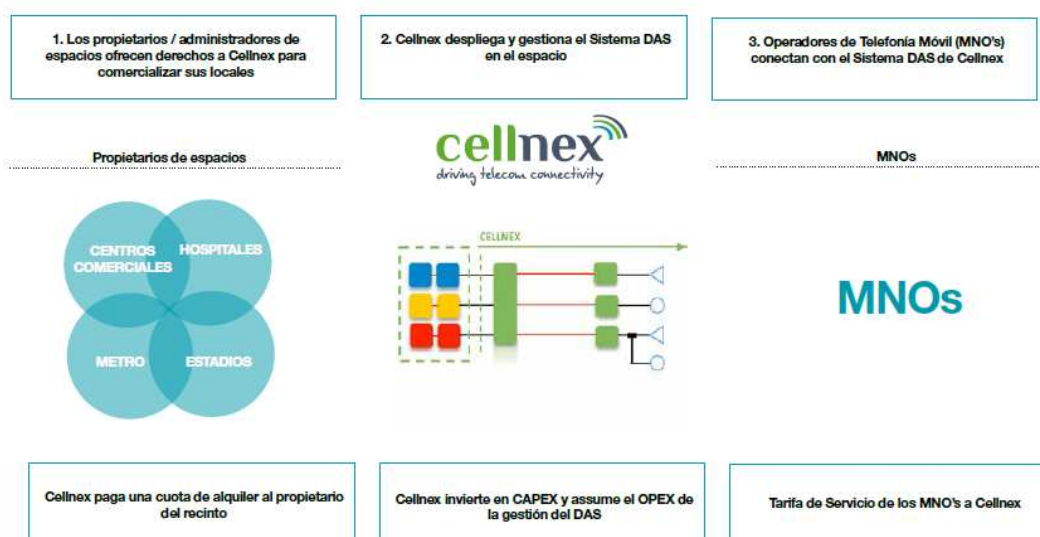 1. Los propietarios / administradores de
espacios ofrecen derechos a Cellnex para
comercializar sus locales
2. Cellnex despliega y gestiona el Sistema DAS
en el espacio
3. Operadores de Telefonía Móvil (MNO's)
conectan con el Sistema DAS de Cellnex
Propietarios de espacios
cellnex
driving telecom connectivity
MNOs
CENTROS
COMERCIALES
HOSPITALES
METRO
ESTADIOS
CELLNEX
MNOs
Cellnex paga una cuota de alquiler al propietario
del recinto
Cellnex invierte en CAPEX y assume el OPEX de
la gestión del DAS
Tarifa de Servicio de los MNO's a Cellnex